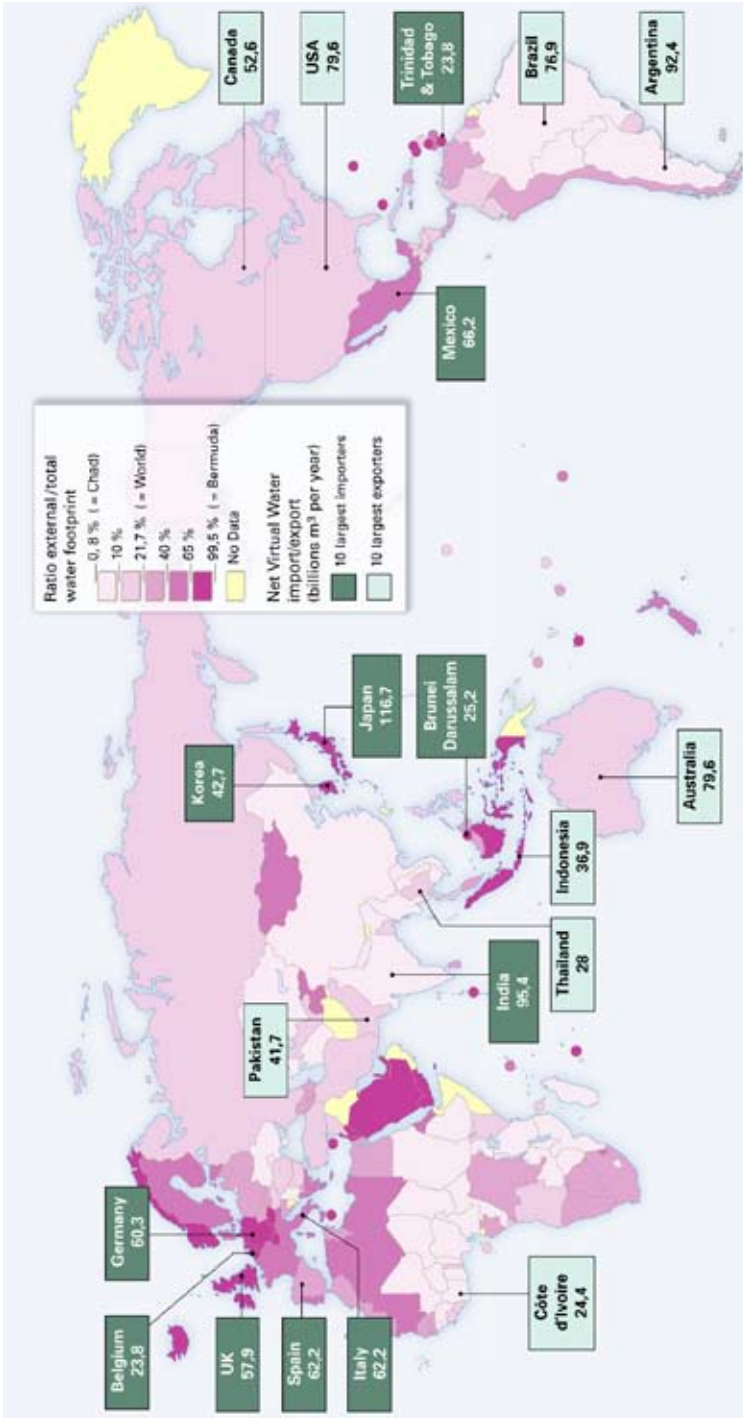 Canada
52,6
USA
79,6
Trinidad
& Tobago
23,8
Brazil
76,9
Argentina
92,4
Mexico
66,2
Ratio external/total
water footprint
0, 8 % ( = Chad)
10 %
21,7 % ( = World)
40 %
65 %
99,5 % ( = Bermuda)
No Data
Net Virtual Water
import/export
(billions m³ per year)
10 largest importers
10 largest exporters
Japan
116,7
Korea
42,7
Brunei
Darussalam
25,2
Australia
79,6
Indonesia
36,9
Thailand
28
India
95,4
Pakistan
41,7
Germany
60,3
Belgium
23,8
UK
57,9
Spain
62,2
Italy
62,2
Côte
d'Ivoire
24,4